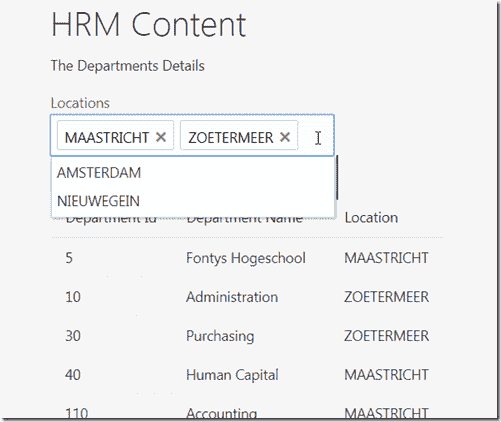 HRM Content
The Departments Details
Locations
MAASTRICHT × ZOETERMEER ×
AMSTERDAM
NIEUWEGEIN
Department Id Department Name Location
5 Fontys Hogeschool MAASTRICHT
10 Administration ZOETERMEER
30 Purchasing ZOETERMEER
40 Human Capital MAASTRICHT
110 Accounting MAASTRICHT